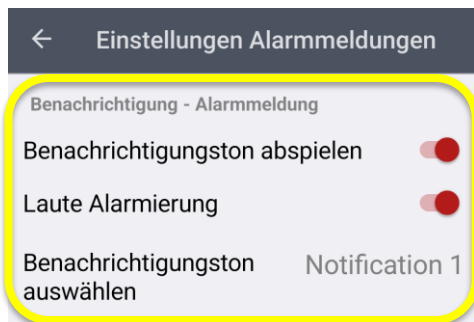 Einstellungen Alarmmeldungen
Benachrichtigung - Alarmmeldung
Benachrichtigungston abspielen
Laute Alarmierung
Benachrichtigungston Notification 1
auswählen